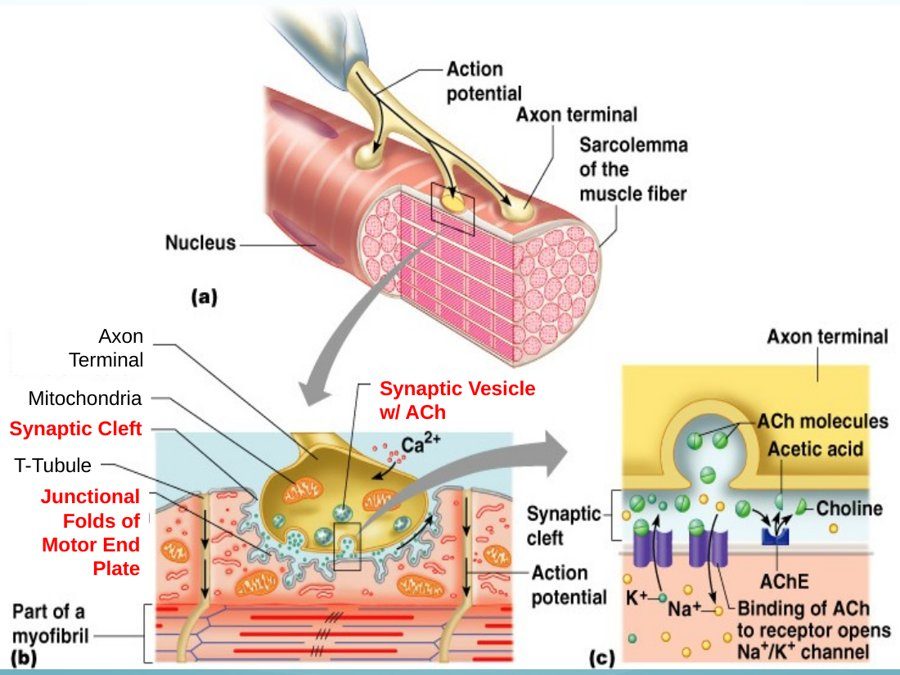 Action
potential
Axon terminal
Sarcolemma
of the
muscle fiber
Nucleus
(a)
Axon
Terminal
Mitochondria
Synaptic Cleft
T-Tubule
Junctional
Folds of
Motor End
Plate
Synaptic Vesicle
w/ ACh
Ca2+
Part of a
myofibril
(b)
Action
potential
Axon terminal
ACh molecules
Acetic acid
Choline
Synaptic
cleft
AChE
K+
Na+
Binding of ACh
to receptor opens
Na+/K+ channel
(c)